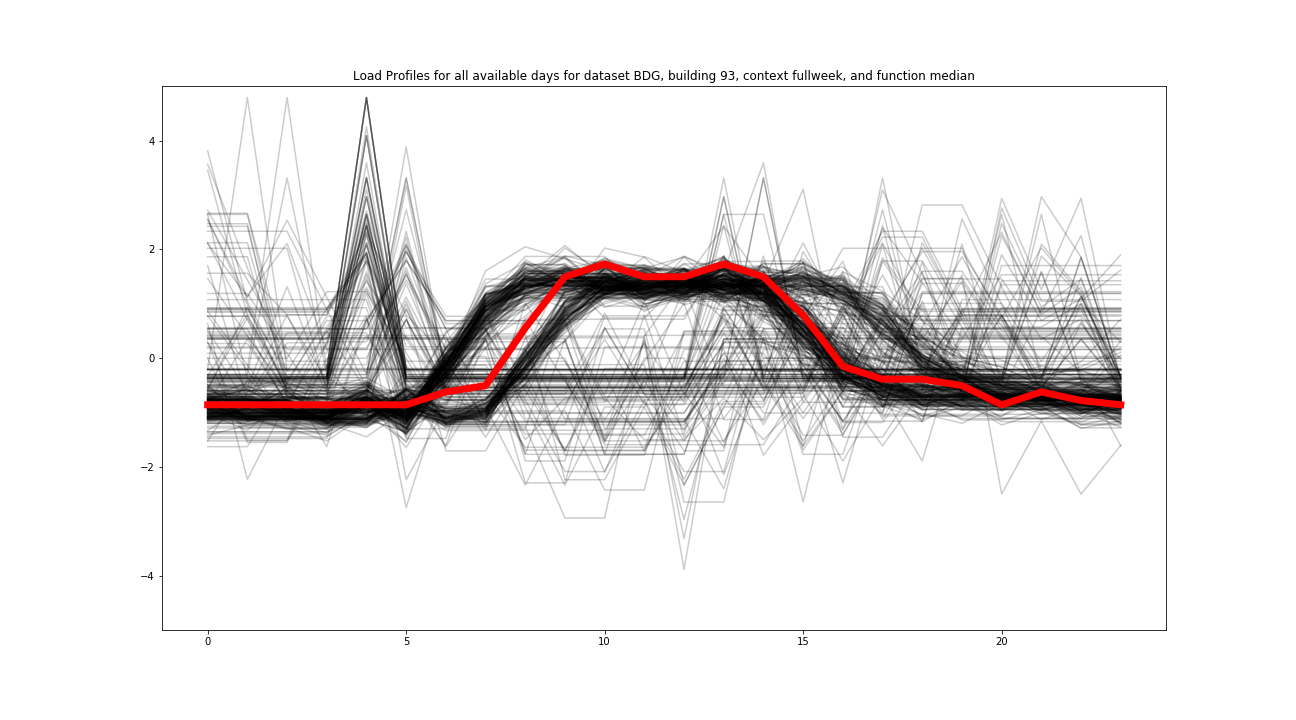 Load Profiles for all available days for dataset BDG, building 93, context fullweek, and function median
4
2
0
−2
−4
0 5 10 15 20